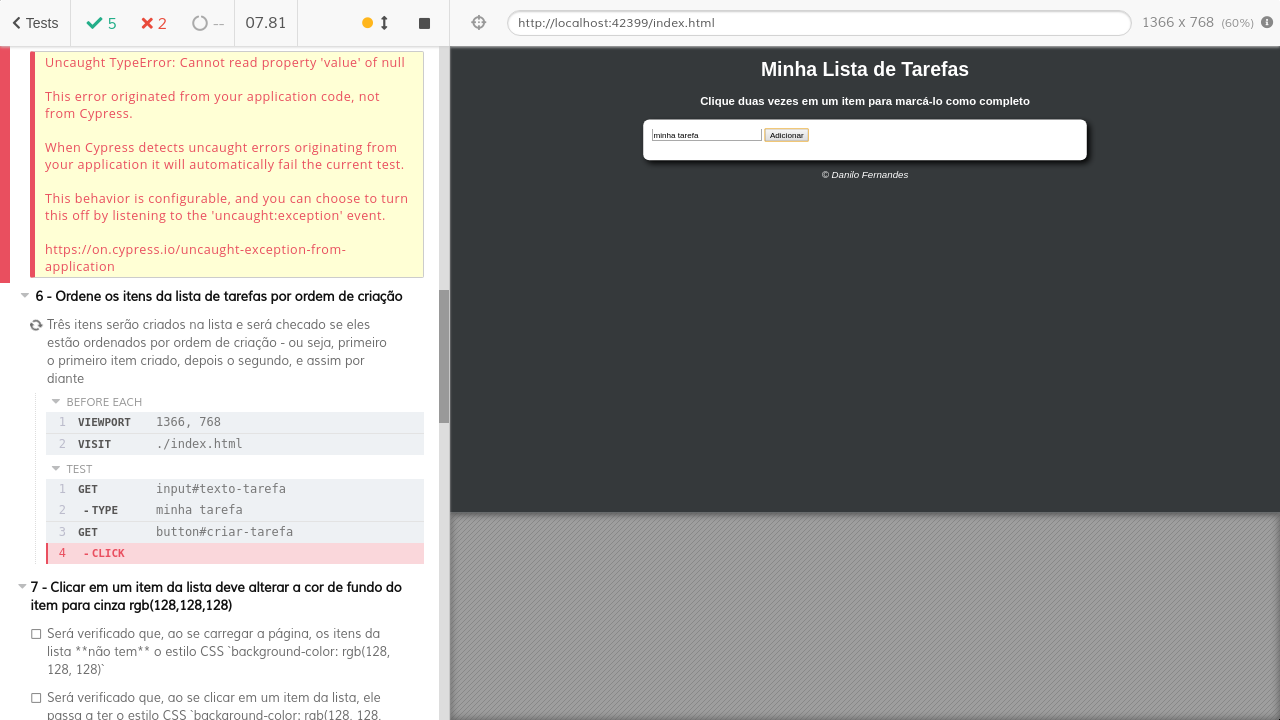 Tests
5
2
--
07.81
http://localhost:42399/index.html
1366 x 768 (60%)
Uncaught TypeError: Cannot read property 'value' of null
This error originated from your application code, not
from Cypress.
When Cypress detects uncaught errors originating from
your application it will automatically fail the current test.
This behavior is configurable, and you can choose to turn
this off by listening to the 'uncaught:exception' event.
https://on.cypress.io/uncaught-exception-from-
application
6 - Ordene os itens da lista de tarefas por ordem de criação
Três itens serão criados na lista e será checado se eles
estão ordenados por ordem de criação - ou seja, primeiro
o primeiro item criado, depois o segundo, e assim por
diante
BEFORE EACH
1 VIEWPORT 1366, 768
2 VISIT ./index.html
TEST
1 GET input#texto-tarefa
2 - TYPE minha tarefa
3 GET button#criar-tarefa
4 - CLICK
7 - Clicar em um item da lista deve alterar a cor de fundo do
item para cinza rgb(128,128,128)
Será verificado que, ao se carregar a página, os itens da
lista **não tem** o estilo CSS `background-color: rgb(128,
128, 128)`
Será verificado que, ao se clicar em um item da lista, ele
passa a ter o estilo CSS `background-color: rgb(128, 128,
Minha Lista de Tarefas
Clique duas vezes em um item para marcá-lo como completo
minha tarefa Adicionar
© Danilo Fernandes